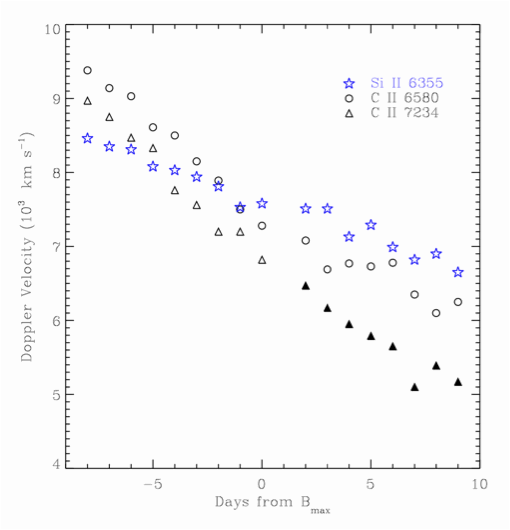 10
9
8
7
6
5
4
Doppler Velocity (10³ km s⁻¹)
Si II 6355
C II 6580
C II 7234
−5 0 5 10
Days from Bmax